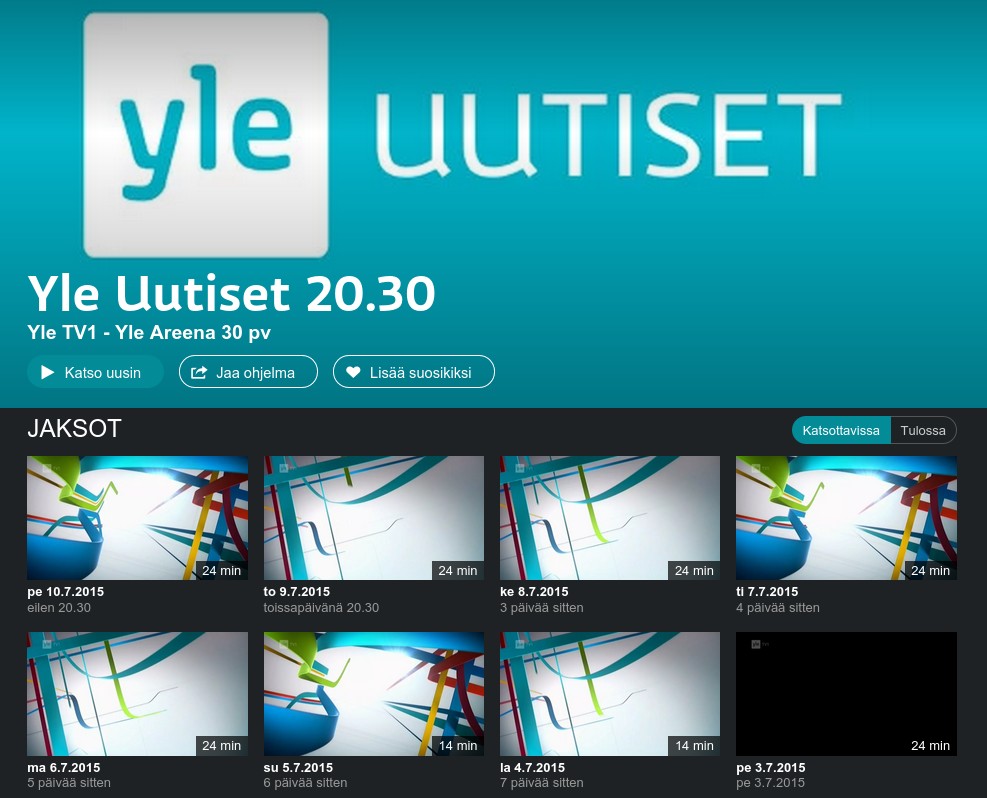 yle UUTISET
Yle Uutiset 20.30
Yle TV1 - Yle Areena 30 pv
Katso uusin
Jaa ohjelma
Lisää suosikiksi
JAKSOT
Katsottavissa
Tulossa
24 min
24 min
24 min
24 min
pe 10.7.2015
to 9.7.2015
ke 8.7.2015
ti 7.7.2015
eilen 20.30
toissapäivänä 20.30
3 päivää sitten
4 päivää sitten
24 min
14 min
14 min
24 min
ma 6.7.2015
su 5.7.2015
la 4.7.2015
pe 3.7.2015
5 päivää sitten
6 päivää sitten
7 päivää sitten
pe 3.7.2015